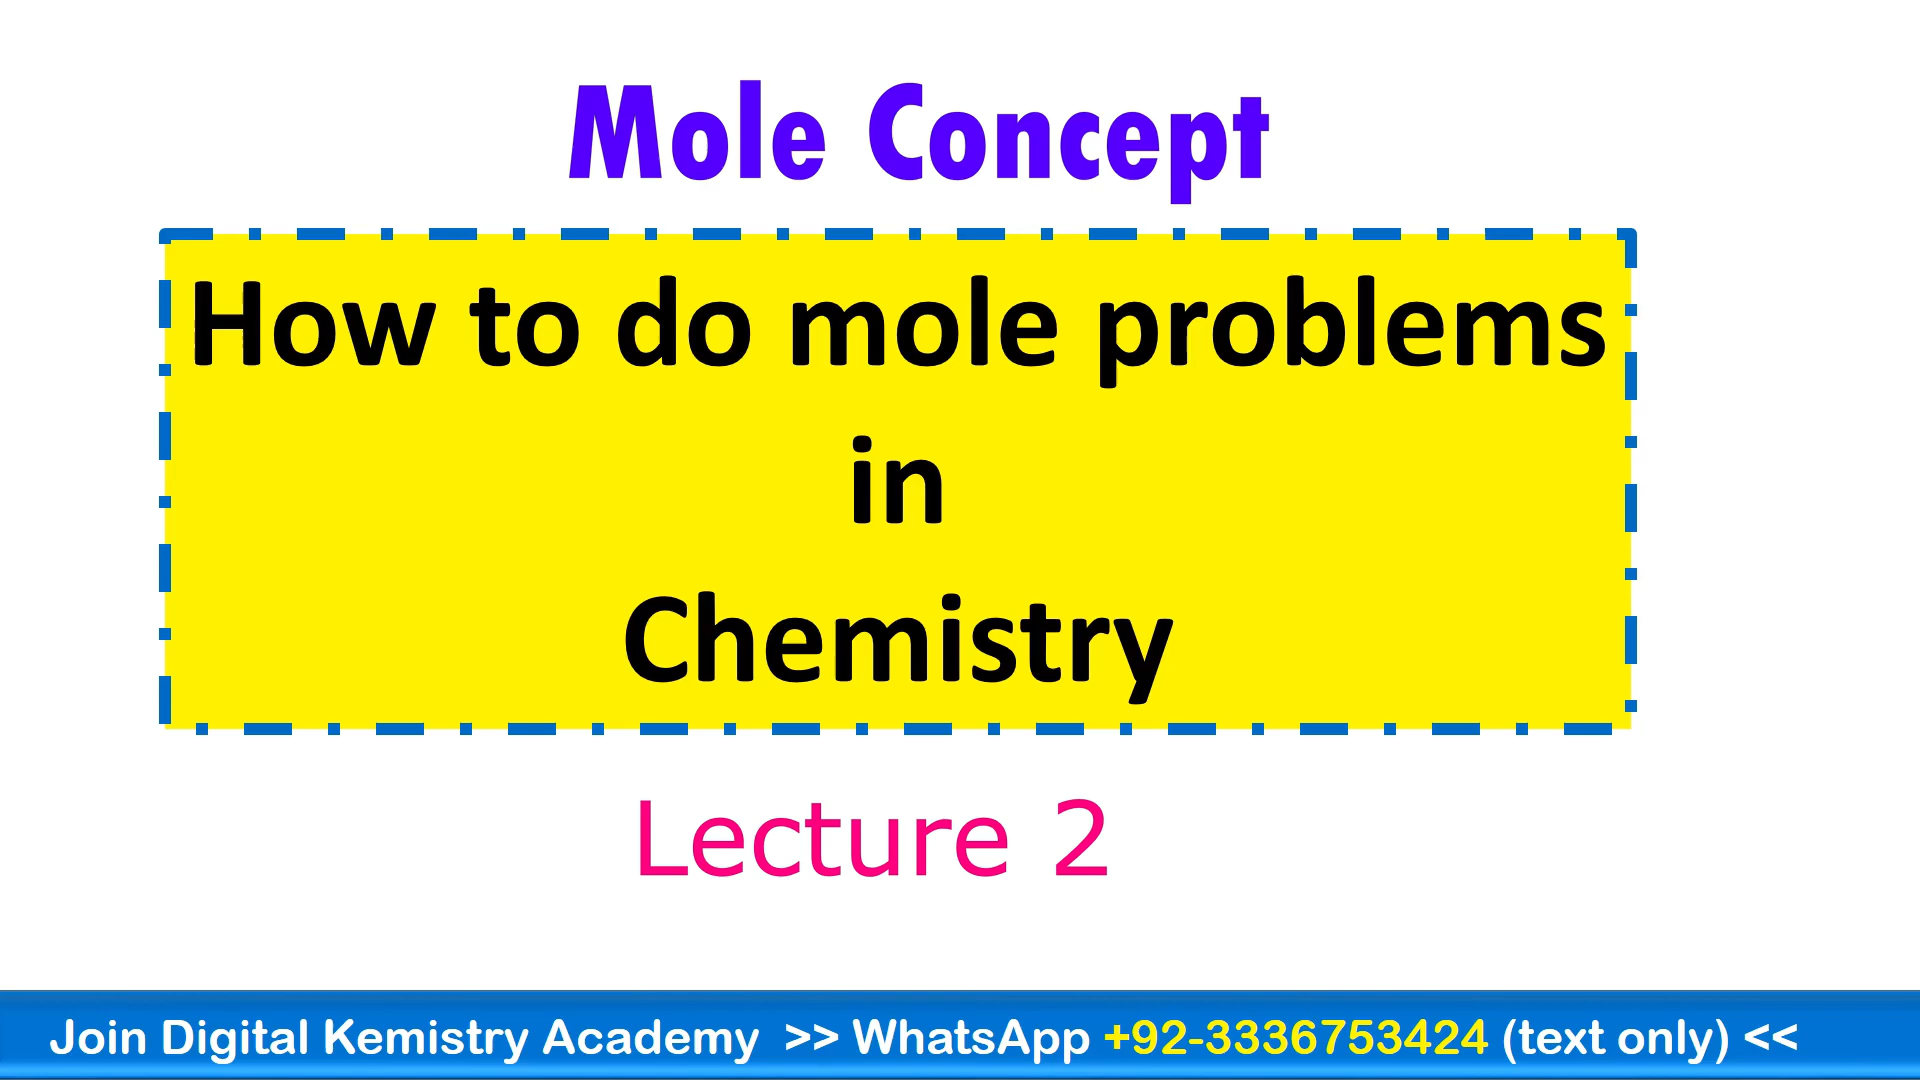 Mole Concept
How to do mole problems
in
Chemistry
Lecture 2
Join Digital Kemistry Academy >> WhatsApp +92-3336753424 (text only) <<